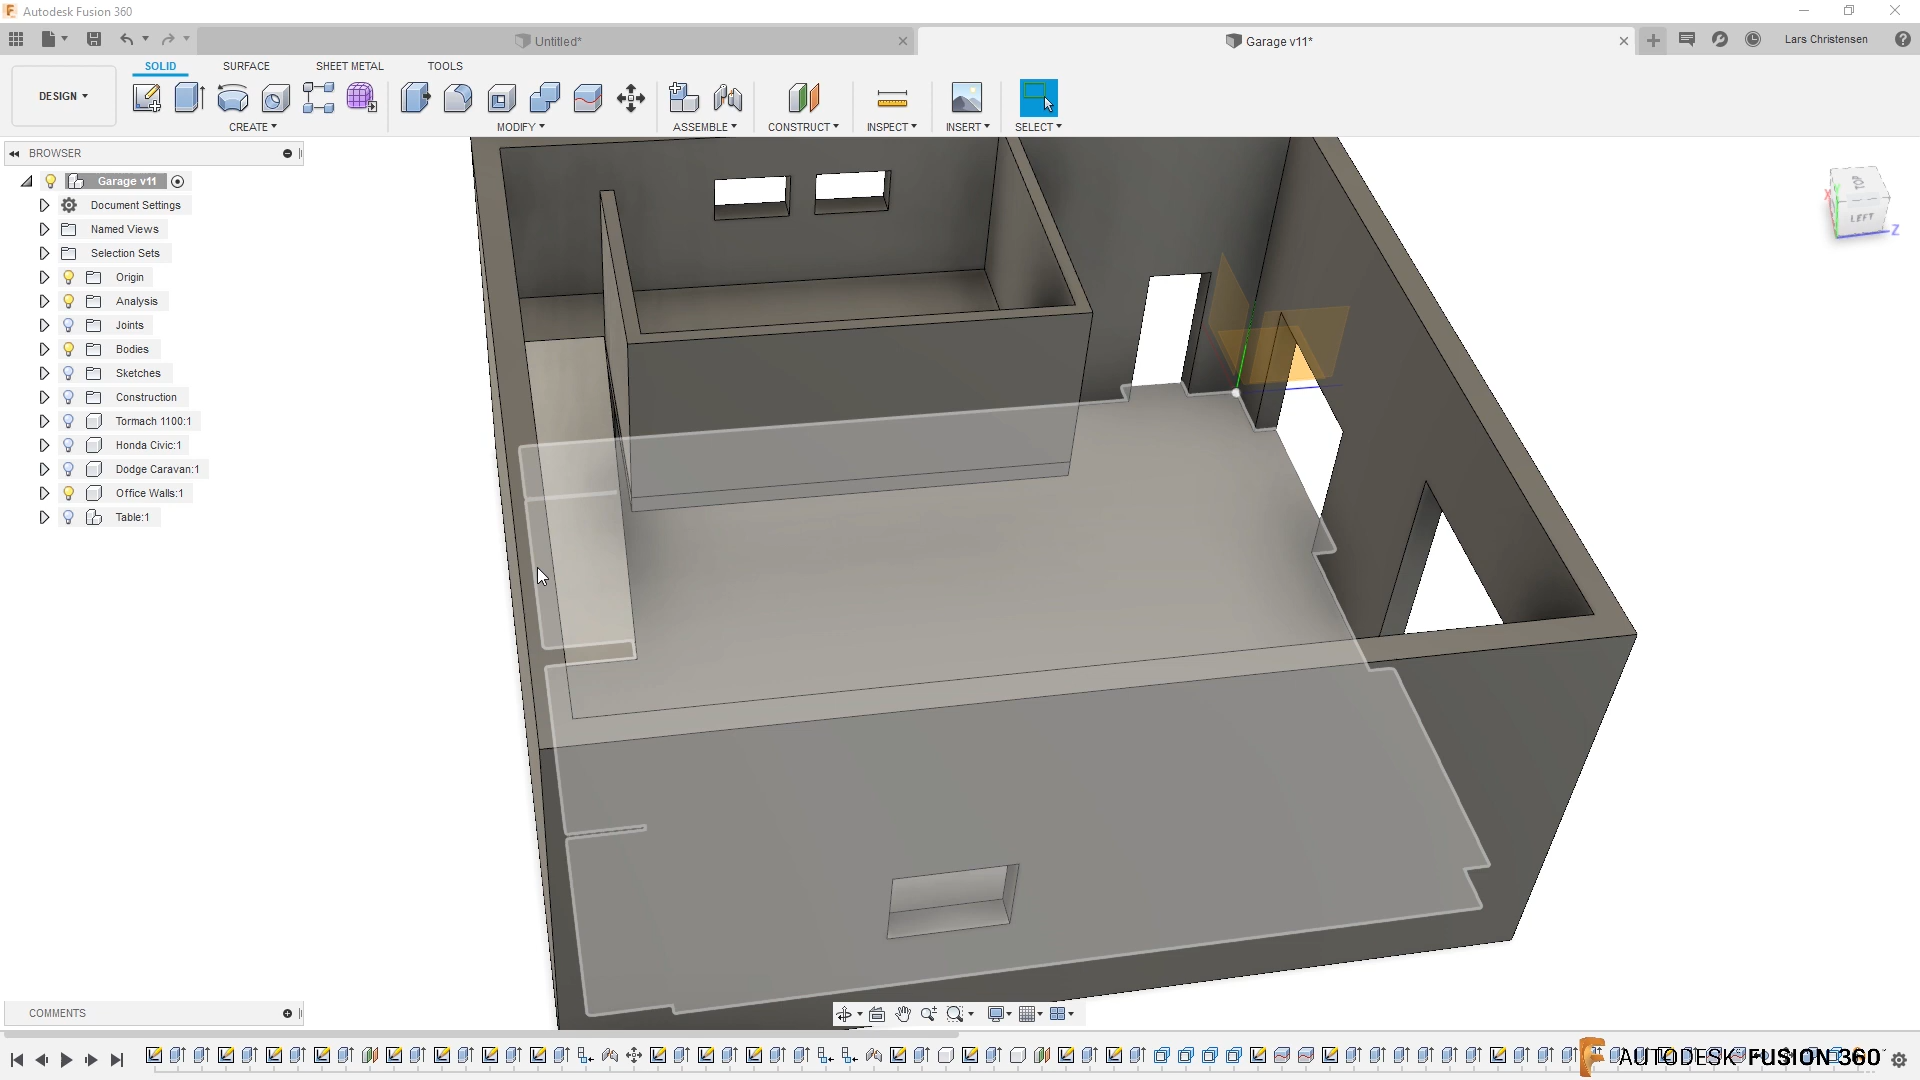 Autodesk Fusion 360
Untitled*
Garage v11*
Lars Christensen
DESIGN
SOLID
SURFACE
SHEET METAL
TOOLS
CREATE
MODIFY
ASSEMBLE
CONSTRUCT
INSPECT
INSERT
SELECT
BROWSER
Garage v11
Document Settings
Named Views
Selection Sets
Origin
Analysis
Joints
Bodies
Sketches
Construction
Tormach 1100:1
Honda Civic:1
Dodge Caravan:1
Office Walls:1
Table:1
TOP
LEFT
X
Y
Z
COMMENTS
AUTODESK FUSION 360